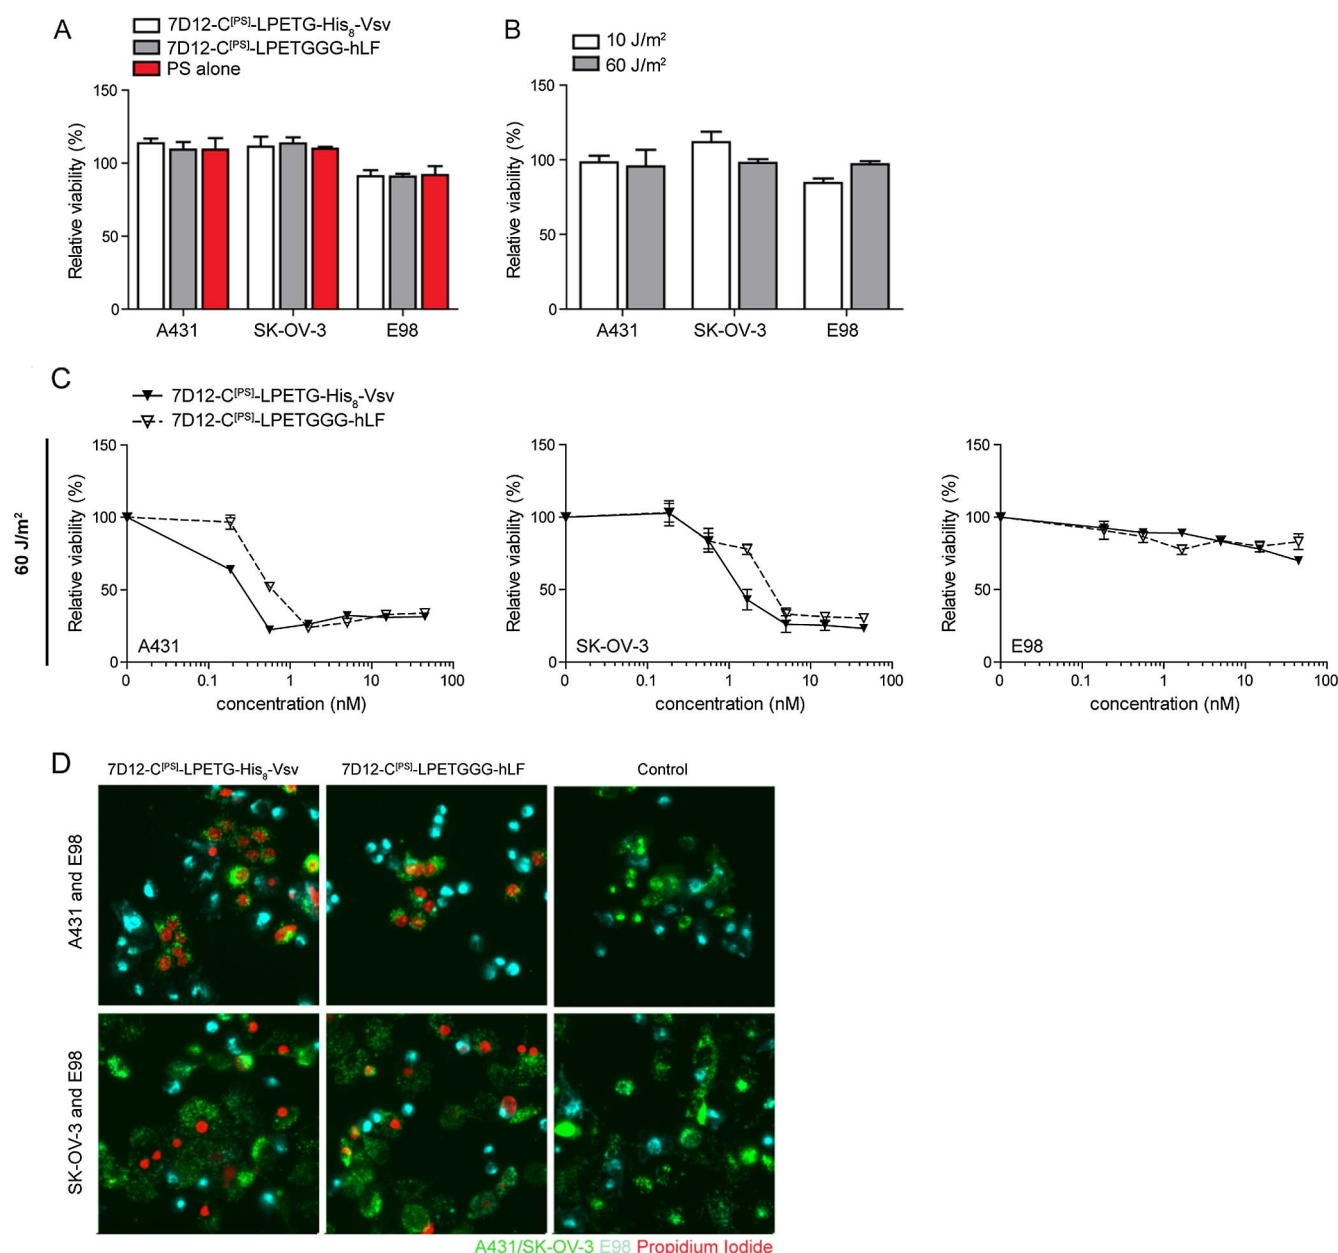 A
7D12-C[PS]-LPETG-His8-Vsv
7D12-C[PS]-LPETGGG-hLF
PS alone
Relative viability (%)
150
100
50
0
A431 SK-OV-3 E98
B
10 J/m²
60 J/m²
Relative viability (%)
150
100
50
0
A431 SK-OV-3 E98
C
7D12-C[PS]-LPETG-His8-Vsv
7D12-C[PS]-LPETGGG-hLF
60 J/m²
Relative viability (%)
150
100
50
0
A431
0 0.1 1 10 100
concentration (nM)
Relative viability (%)
150
100
50
0
SK-OV-3
0 0.1 1 10 100
concentration (nM)
Relative viability (%)
150
100
50
0
E98
0 0.1 1 10 100
concentration (nM)
D
7D12-C[PS]-LPETG-His8-Vsv 7D12-C[PS]-LPETGGG-hLF Control
A431 and E98
SK-OV-3 and E98
A431/SK-OV-3 E98 Propidium Iodide